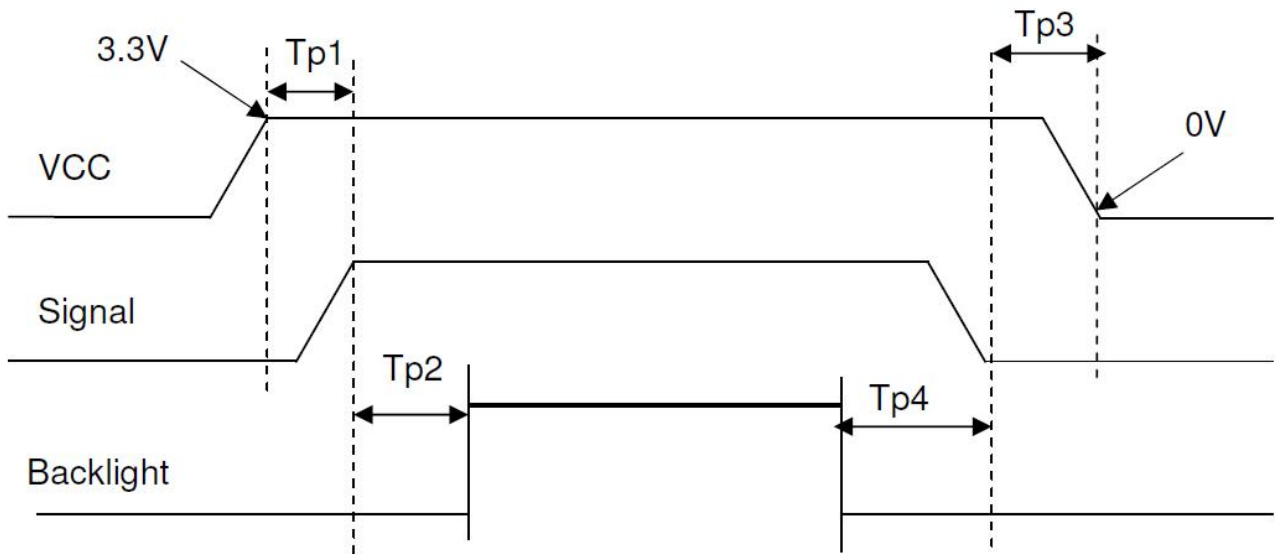 Tp3
Tp1
3.3V
0V
VCC
Signal
Tp2
Tp4
Backlight